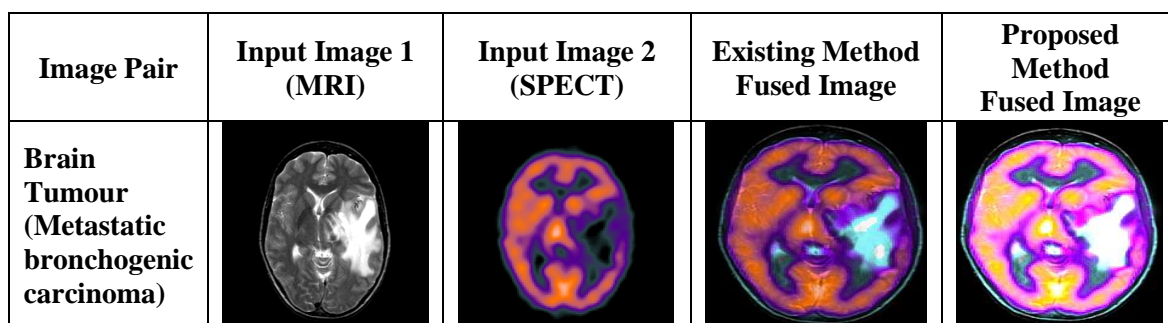 Image Pair
Input Image 1
(MRI)
Input Image 2
(SPECT)
Existing Method
Fused Image
Proposed
Method
Fused Image
Brain
Tumour
(Metastatic
bronchogenic
carcinoma)